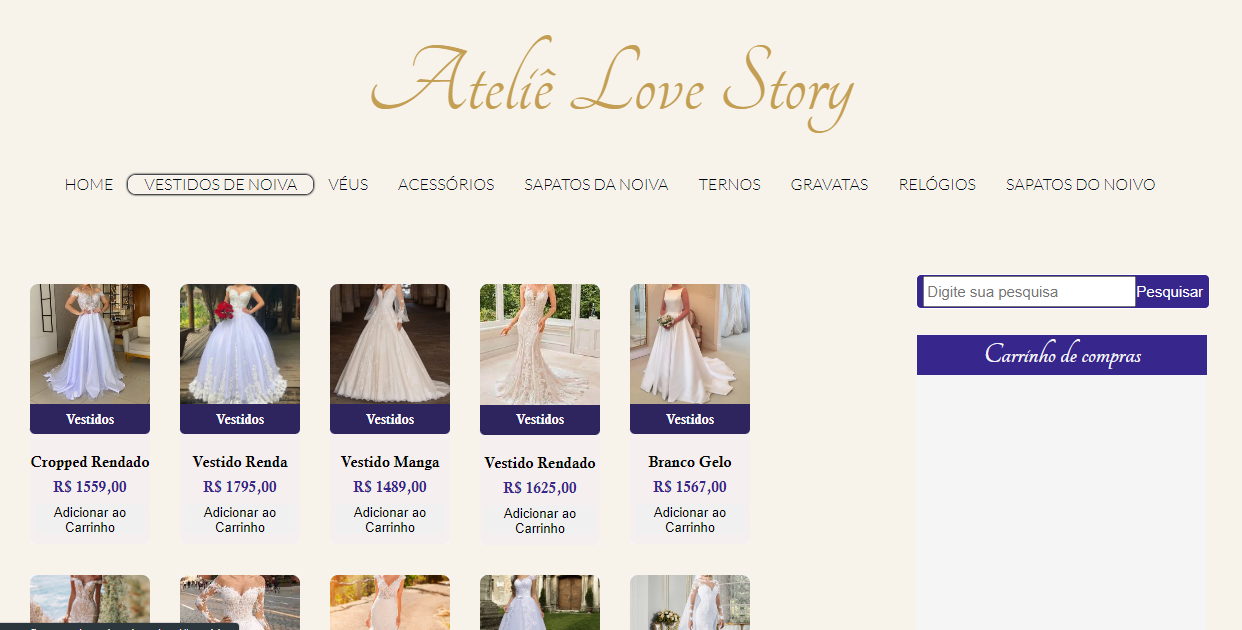 Ateliê Love Story
HOME VESTIDOS DE NOIVA VÉUS ACESSÓRIOS SAPATOS DA NOIVA TERNOS GRAVATAS RELÓGIOS SAPATOS DO NOIVO
Digite sua pesquisa Pesquisar
Carrinho de compras
Vestidos Vestidos Vestidos Vestidos Vestidos
Cropped Rendado Vestido Renda Vestido Manga Vestido Rendado Branco Gelo
R$ 1559,00 R$ 1795,00 R$ 1489,00 R$ 1625,00 R$ 1567,00
Adicionar ao Adicionar ao Adicionar ao Adicionar ao Adicionar ao
Carrinho Carrinho Carrinho Carrinho Carrinho